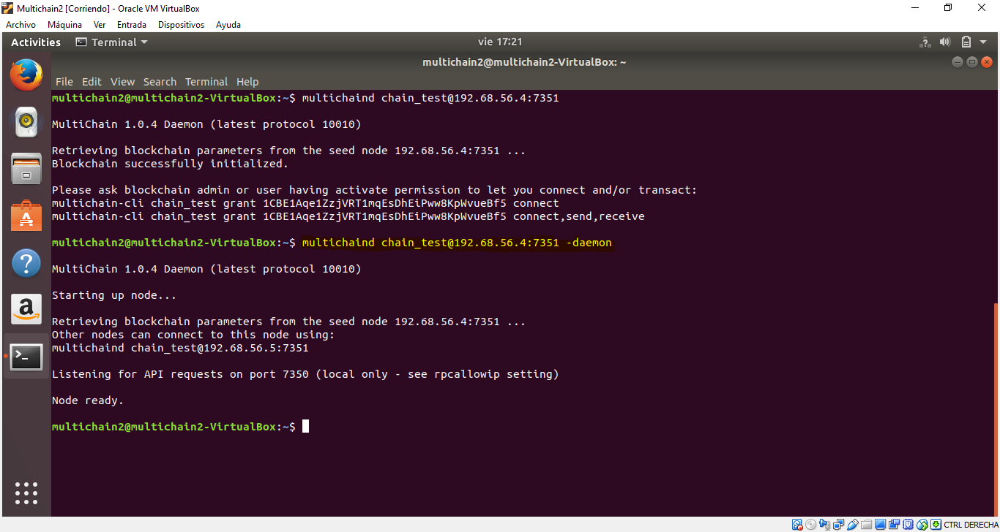 Multichain2 [Corriendo] - Oracle VM VirtualBox
Archivo Máquina Ver Entrada Dispositivos Ayuda
Activities Terminal vie 17:21
multichain2@multichain2-VirtualBox: ~
File Edit View Search Terminal Help
multichain2@multichain2-VirtualBox:~$ multichaind chain_test@192.68.56.4:7351
MultiChain 1.0.4 Daemon (latest protocol 10010)
Retrieving blockchain parameters from the seed node 192.68.56.4:7351 ...
Blockchain successfully initialized.
Please ask blockchain admin or user having activate permission to let you connect and/or transact:
multichain-cli chain_test grant 1CBE1Aqe1ZzjVRT1mqEsDhEiPww8KpWvueBf5 connect
multichain-cli chain_test grant 1CBE1Aqe1ZzjVRT1mqEsDhEiPww8KpWvueBf5 connect,send,receive
multichain2@multichain2-VirtualBox:~$ multichaind chain_test@192.68.56.4:7351 -daemon
MultiChain 1.0.4 Daemon (latest protocol 10010)
Starting up node...
Retrieving blockchain parameters from the seed node 192.68.56.4:7351 ...
Other nodes can connect to this node using:
multichaind chain_test@192.68.56.5:7351
Listening for API requests on port 7350 (local only - see rpcallowip setting)
Node ready.
multichain2@multichain2-VirtualBox:~$
CTRL DERECHA